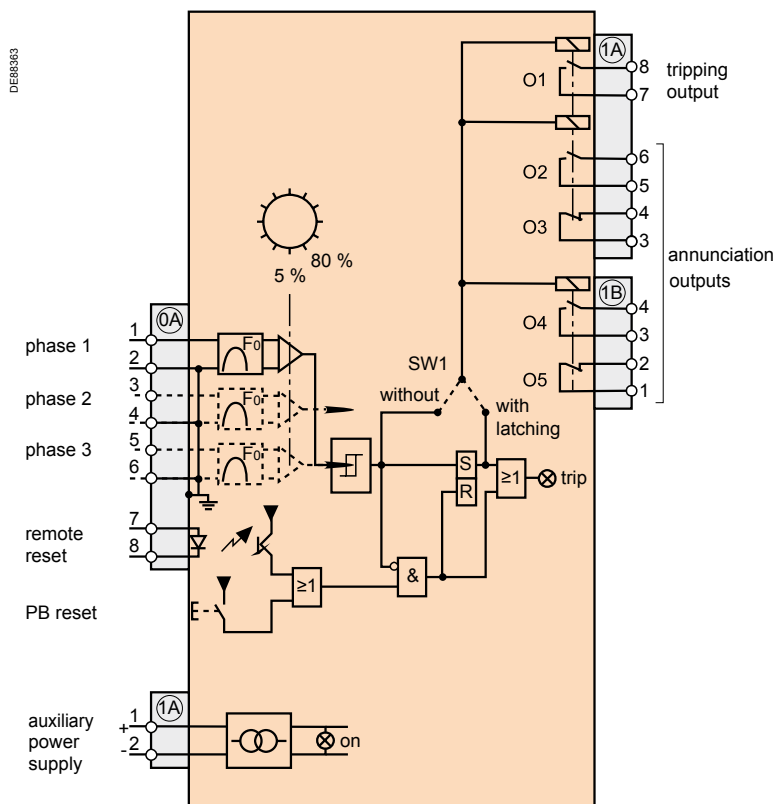 DE88363
1A
8 tripping
output
O1
7
6
O2
5
4
O3
3
annunciation
outputs
80 %
5 %
1B
4
O4
3
2
O5
1
0A
phase 1
1
2
F0
SW1
without
with
latching
phase 2
3
4
F0
phase 3
5
6
F0
S
R
≥1
trip
remote
reset
7
8
≥1
&
PB reset
1A
auxiliary
power
supply
+ 1
- 2
on